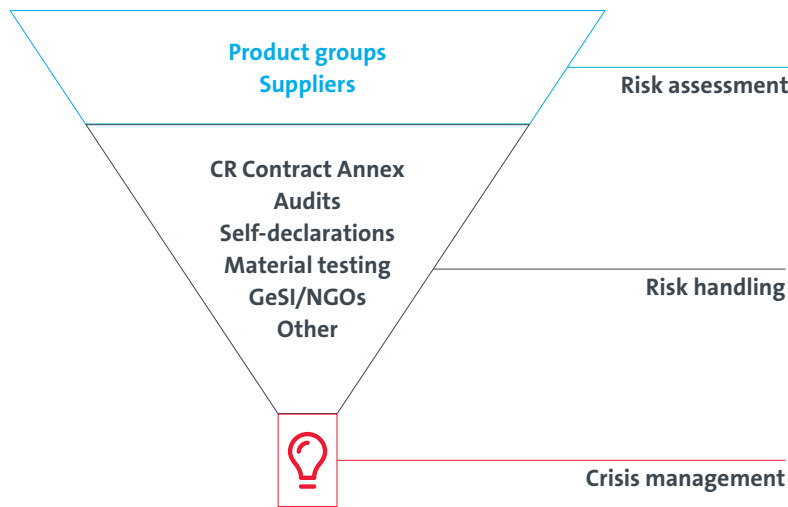 Product groups
Suppliers
Risk assessment
CR Contract Annex
Audits
Self-declarations
Material testing
GeSI/NGOs
Other
Risk handling
Crisis management